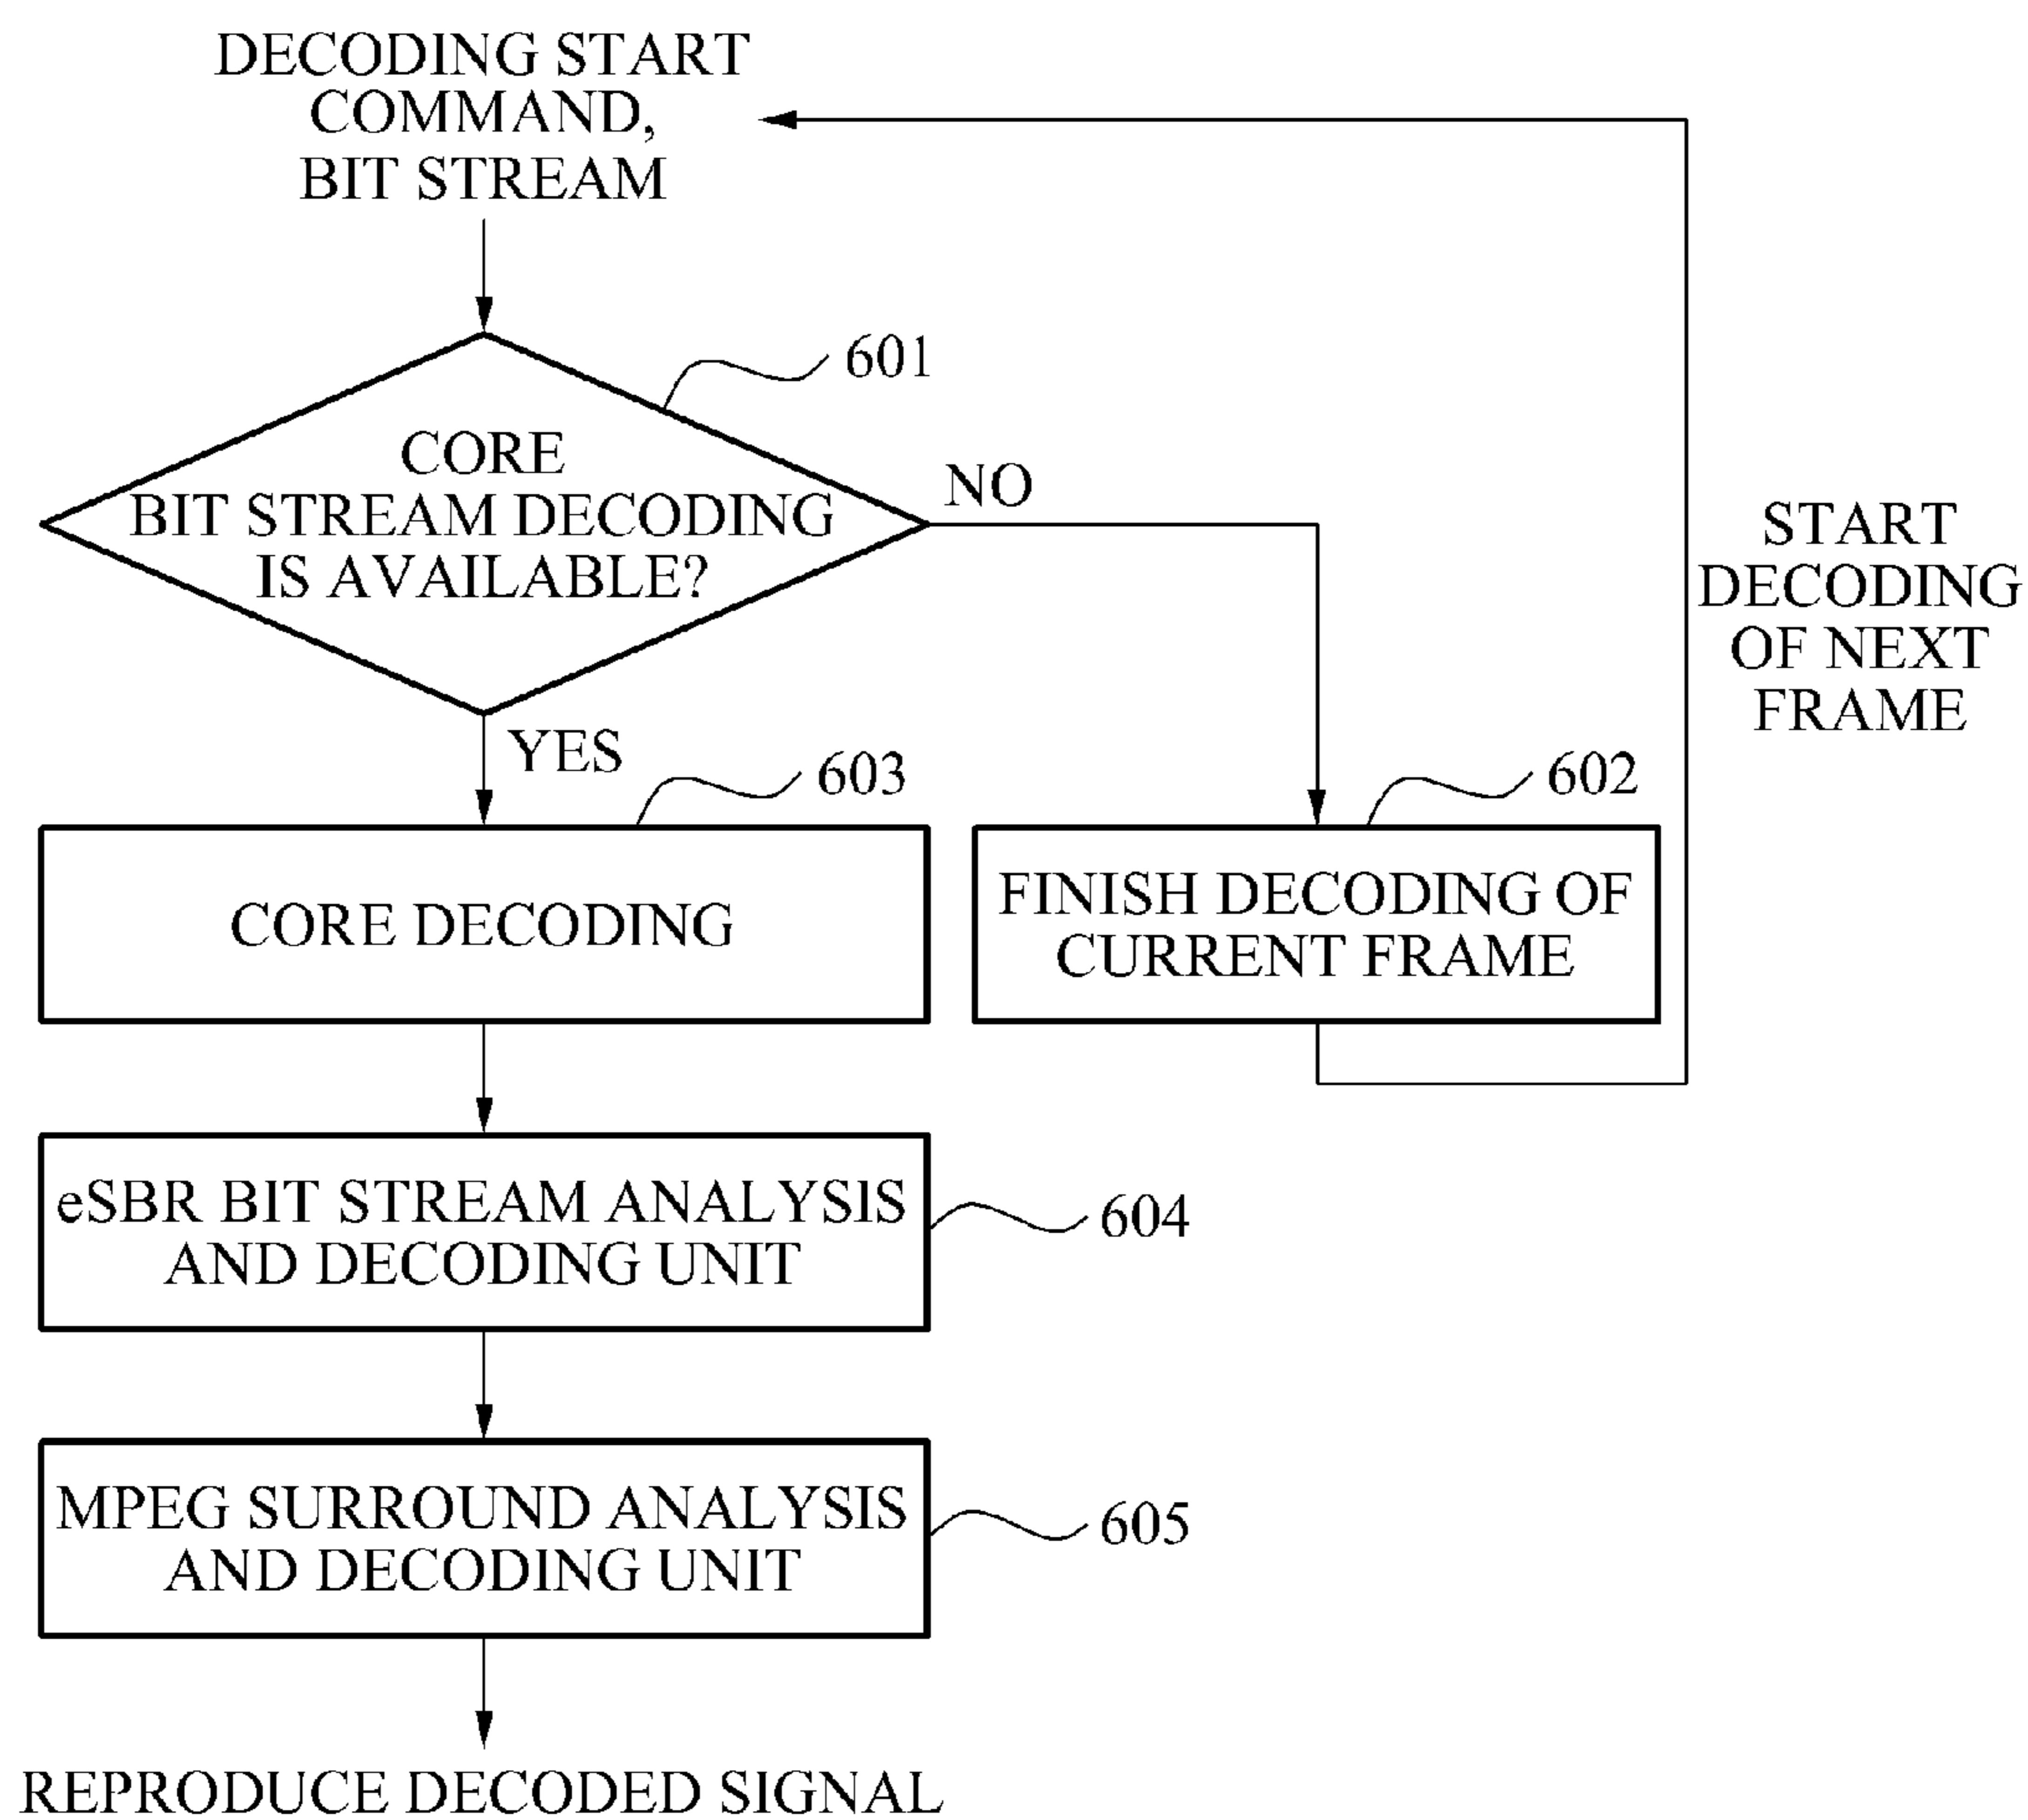 DECODING START
COMMAND,
BIT STREAM
601
CORE
BIT STREAM DECODING
IS AVAILABLE?
NO
YES
START
DECODING
OF NEXT
FRAME
603
CORE DECODING
602
FINISH DECODING OF
CURRENT FRAME
eSBR BIT STREAM ANALYSIS
AND DECODING UNIT
604
MPEG SURROUND ANALYSIS
AND DECODING UNIT
605
REPRODUCE DECODED SIGNAL